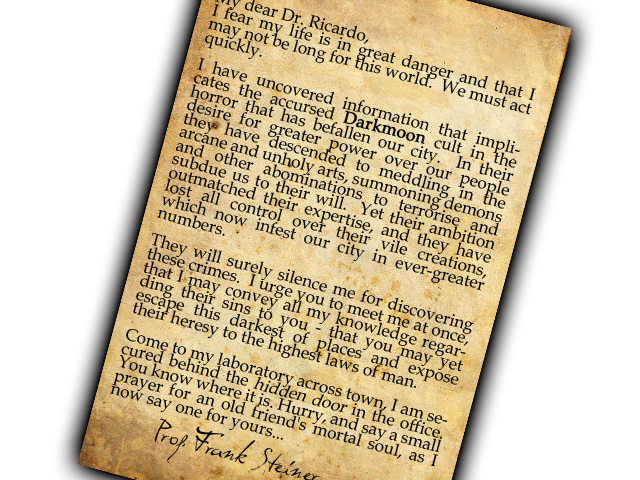 My dear Dr. Ricardo,
I fear my life is in great danger and that I
may not be long for this world. We must act
quickly.
I have uncovered information that impli-
cates the accursed Darkmoon cult in the
horror that has befallen our city. In their
desire for greater power over our people
they have descended to meddling in the
arcane and unholy arts, summoning demons
and other abominations to terrorise and
subdue us to their will. Yet their ambition
outmatched their expertise, and they have
lost all control over their vile creations,
which now infest our city in ever-greater
numbers.
They will surely silence me for discovering
these crimes. I urge you to meet me at once,
that I may convey all my knowledge regar-
ding their sins to you - that you may yet
escape this darkest of places and expose
their heresy to the highest laws of man.
Come to my laboratory across town, I am se-
cured behind the hidden door in the office.
You know where it is. Hurry, and say a small
prayer for an old friend's mortal soul, as I
now say one for yours...
Prof. Frank Steiner